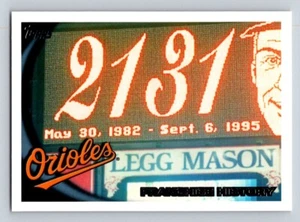 Topps
2131
May 30, 1982 - Sept. 6, 1995
Orioles
LEGG MASON
FRANCHISE HISTORY